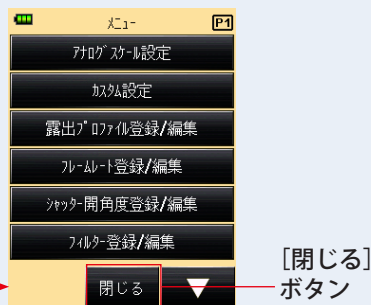 ﾒﾆｭｰ P1
ｱﾅﾛｸﾞｽｹｰﾙ設定
ｶｽﾀﾑ設定
露出ﾌﾟﾛﾌｧｲﾙ登録/編集
ﾌﾚｰﾑﾚｰﾄ登録/編集
ｼｬｯﾀｰ開角度登録/編集
ﾌｨﾙﾀｰ登録/編集
閉じる
[閉じる]
ボタン